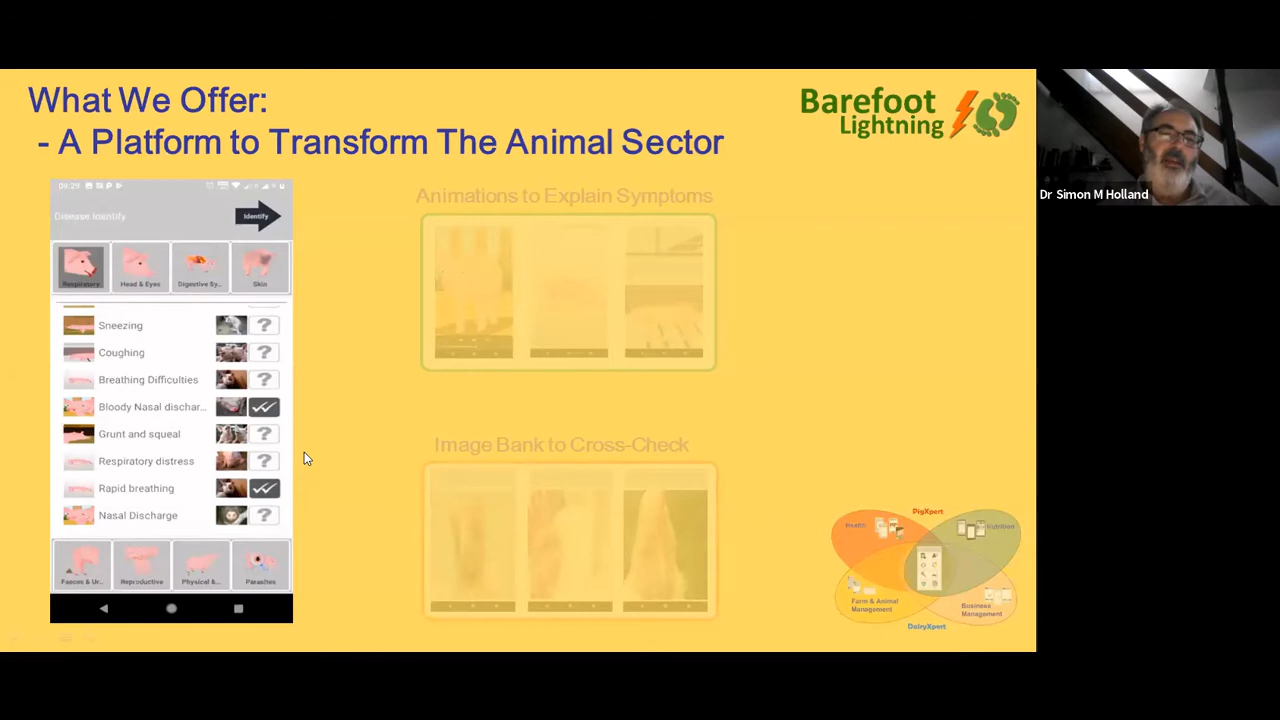 What We Offer:
- A Platform to Transform The Animal Sector
Barefoot
Lightning
Dr Simon M Holland
09:29
Disease Identify
Identify
Respiratory
Head & Eyes
Digestive Sy...
Skin
Sneezing
Coughing
Breathing Difficulties
Bloody Nasal dischar...
Grunt and squeal
Respiratory distress
Rapid breathing
Nasal Discharge
Faeces & Ur...
Reproductive
Physical &...
Parasites
Animations to Explain Symptoms
Image Bank to Cross-Check
PigXpert
Health
Nutrition
Farm & Animal
Management
Business
Management
DairyXpert